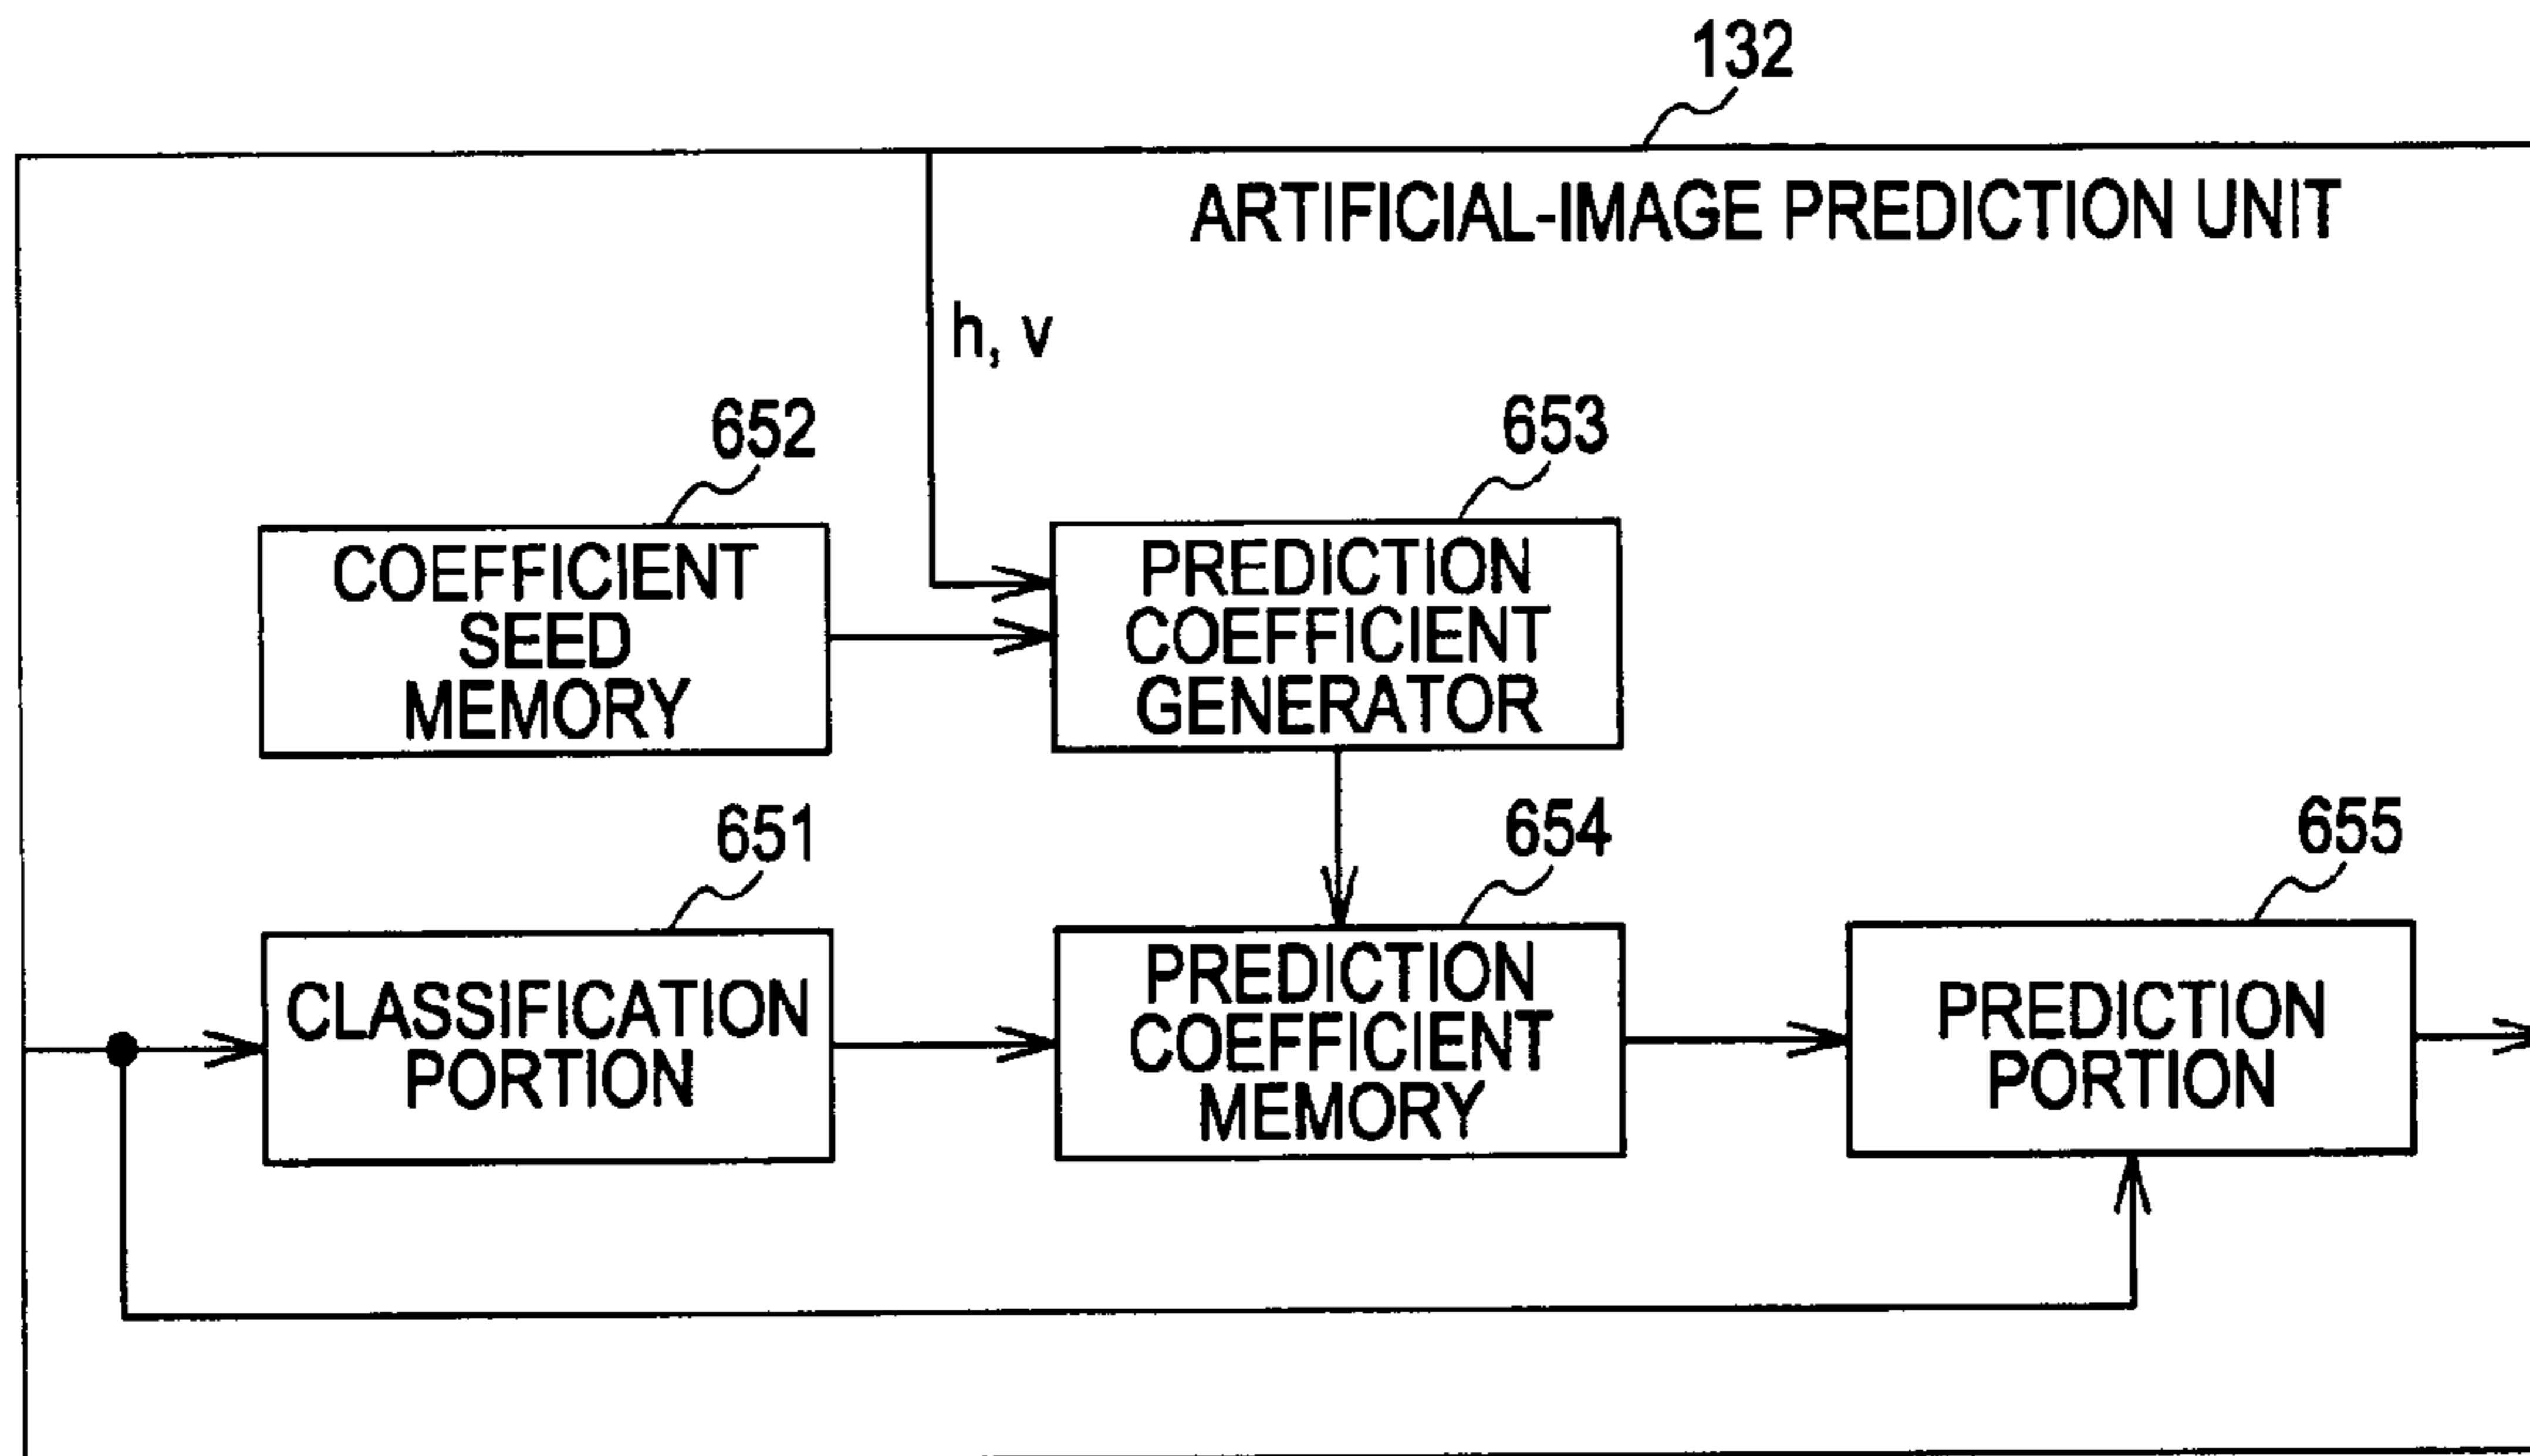 132
ARTIFICIAL-IMAGE PREDICTION UNIT
h, v
652
653
COEFFICIENT
SEED
MEMORY
PREDICTION
COEFFICIENT
GENERATOR
651
654
655
CLASSIFICATION
PORTION
PREDICTION
COEFFICIENT
MEMORY
PREDICTION
PORTION